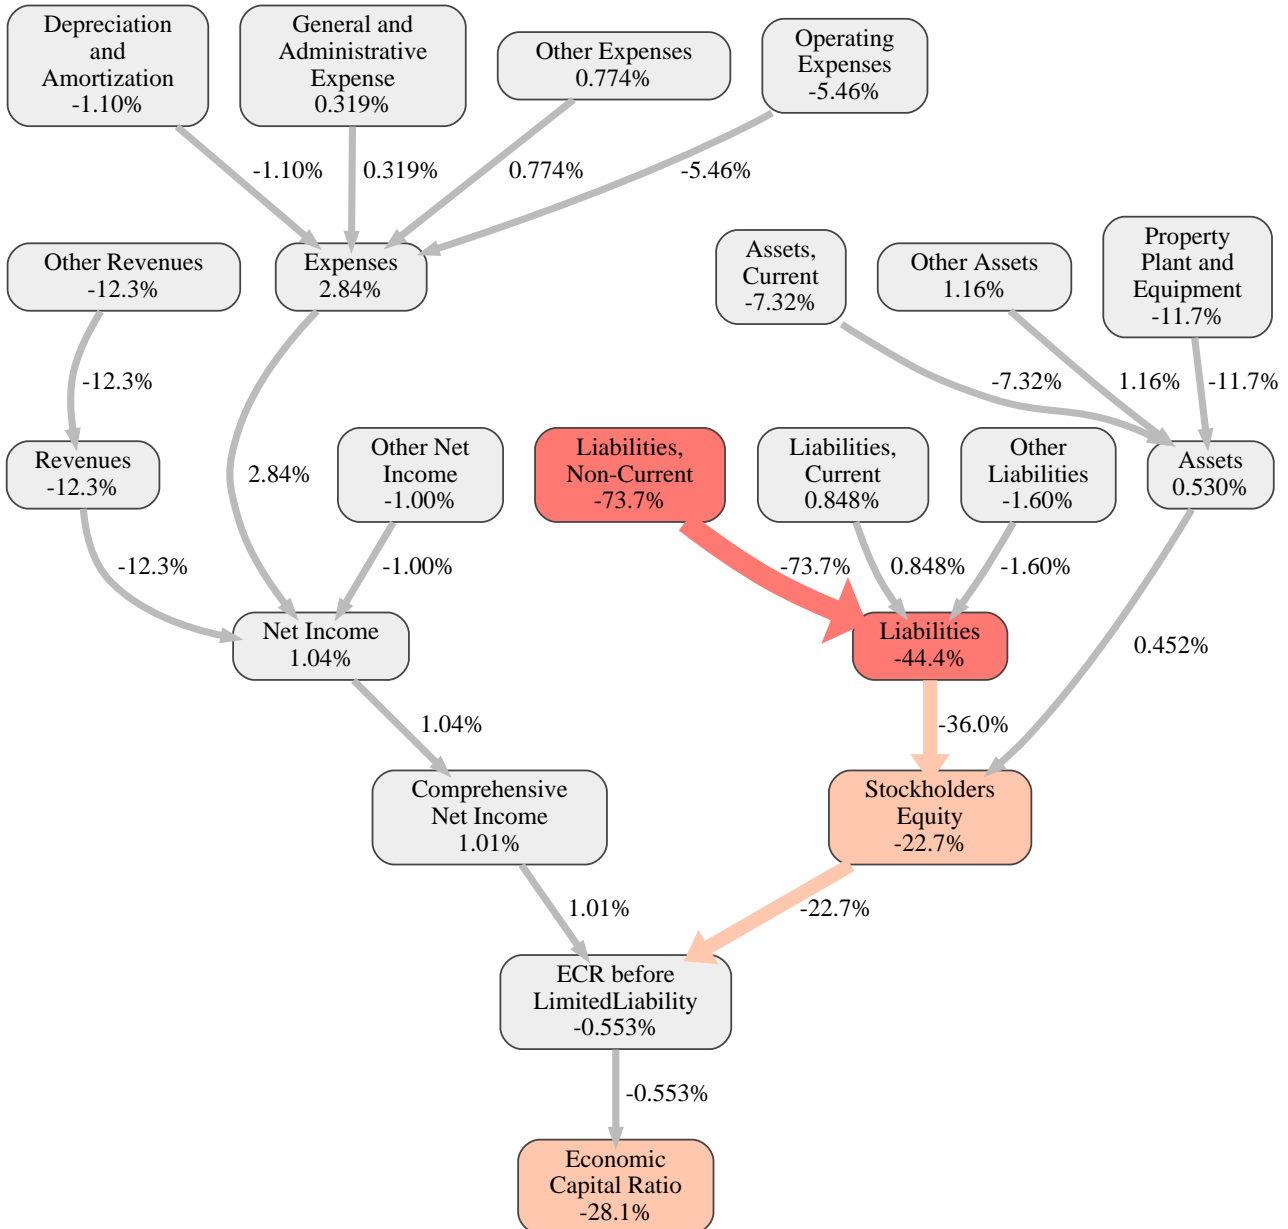 Depreciation
and
Amortization
-1.10%
General and
Administrative
Expense
0.319%
Other Expenses
0.774%
Operating
Expenses
-5.46%
-1.10%
0.319%
0.774%
-5.46%
Other Revenues
-12.3%
Expenses
2.84%
Assets,
Current
-7.32%
Other Assets
1.16%
Property
Plant and
Equipment
-11.7%
-12.3%
-7.32%
1.16%
-11.7%
Revenues
-12.3%
2.84%
Other Net
Income
-1.00%
Liabilities,
Non-Current
-73.7%
Liabilities,
Current
0.848%
Other
Liabilities
-1.60%
Assets
0.530%
-12.3%
-1.00%
-73.7%
0.848%
-1.60%
Net Income
1.04%
Liabilities
-44.4%
0.452%
1.04%
-36.0%
Comprehensive
Net Income
1.01%
Stockholders
Equity
-22.7%
1.01%
-22.7%
ECR before
LimitedLiability
-0.553%
-0.553%
Economic
Capital Ratio
-28.1%